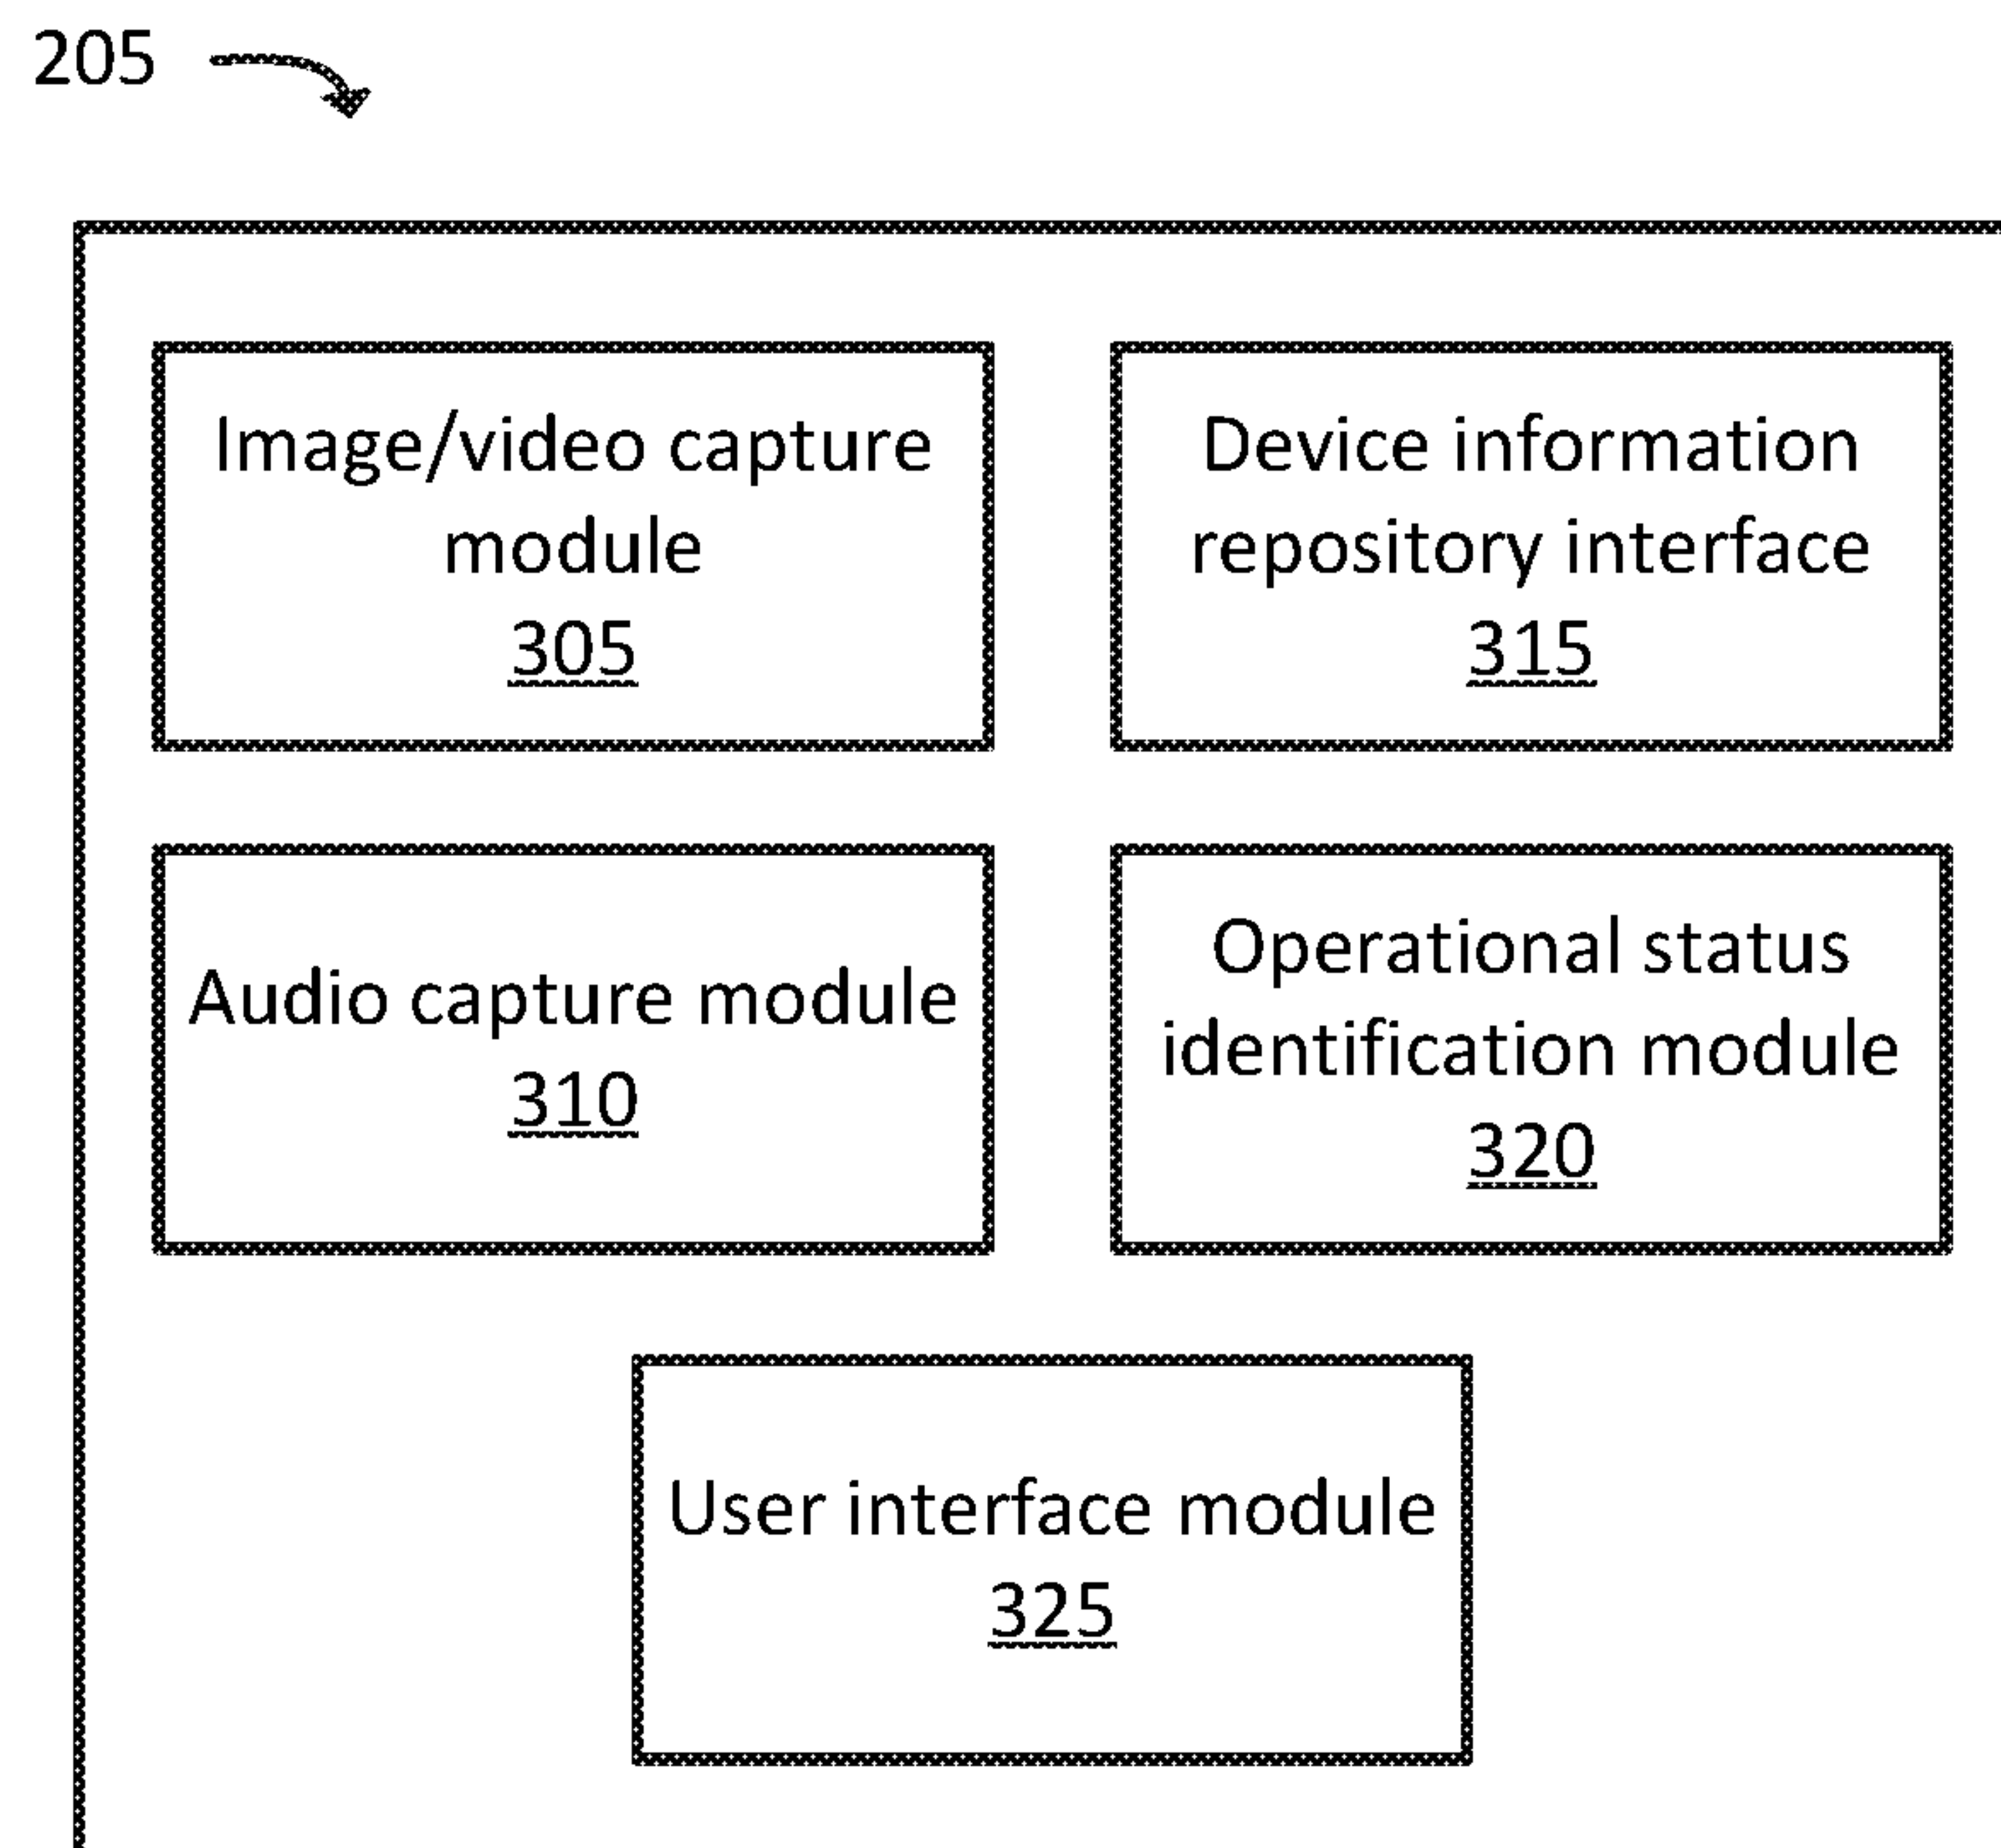 205
Image/video capture
module
305
Device information
repository interface
315
Audio capture module
310
Operational status
identification module
320
User interface module
325